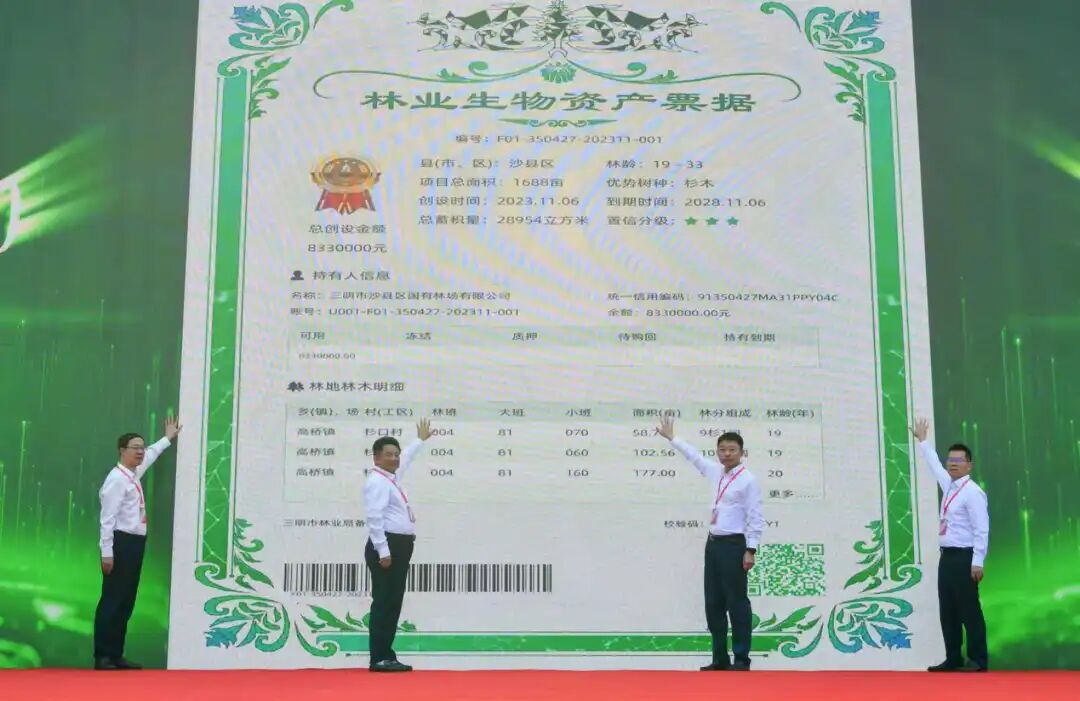 林业生物资产票据
编号：F01-350427-202311-001
县(市、区)：沙县区 林龄：19-33
项目总面积：1688亩 优势树种：杉木
创设时间：2023.11.06 到期时间：2028.11.06
总蓄积量：28954立方米 置信分级：★★★
总创设金额
8330000元
持有人信息
名称：三明市沙县区国有林场有限公司 统一信用编码：91350427MA31PPY04C
账号：U001-F01-350427-202311-001 余额：8330000.00元
可用 冻结 质押 待购回 持有到期
8330000.00
林地林木明细
乡(镇)、场 村(工区) 林班 大班 小班 面积(亩) 林分组成 林龄(年)
高桥镇 杉口村 004 81 070 58.7 9杉1 19
高桥镇 004 81 060 102.56 19
高桥镇 004 81 160 177.00 20
更多......
三明市林业局备 校验码： Y1
F01-350427-2023